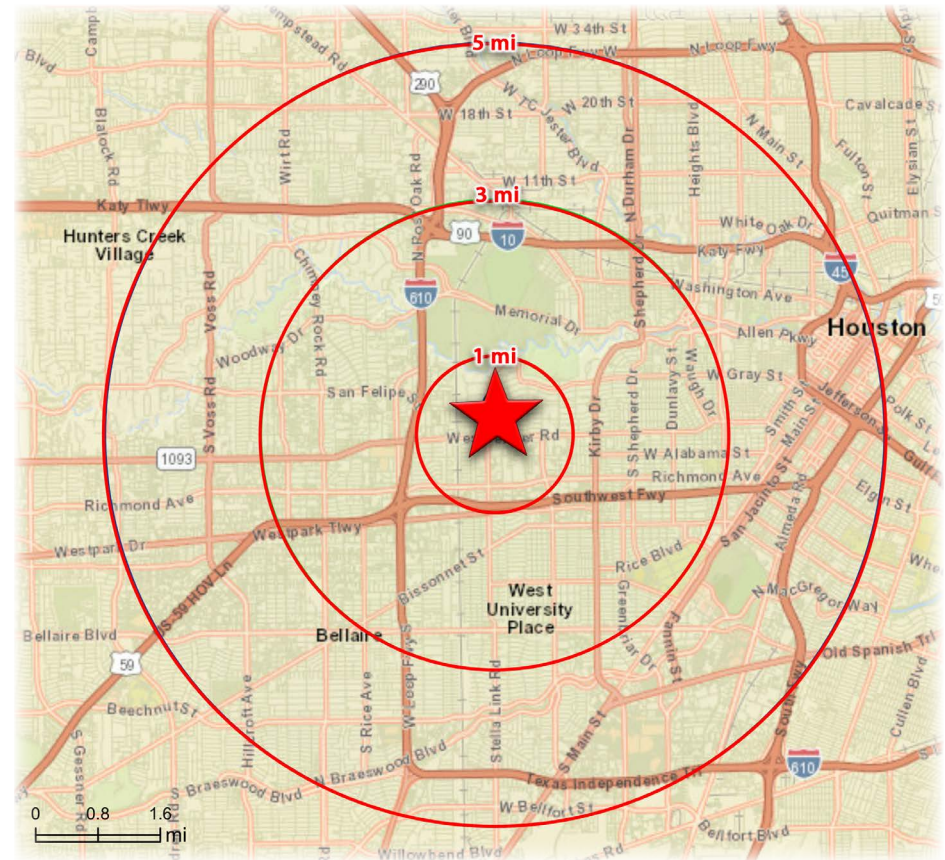 5 mi
W 34th St
N Loop Fwy W
N Loop Fwy
290
W 18th St
W TC Jester Blvd
W 20th St
Cavalcade S
Blalock Rd
Wirt Rd
N Durham Dr
Heights Blvd
N Main St
Fulton St
Elysian St
W 11th St
3 mi
Katy Tlwy
N Post Oak Rd
90
10
White Oak Dr
Katy Fwy
Quitman S
Hunters Creek
Village
Voss Rd
Chimney Rock Rd
610
Shepherd Dr
Washington Ave
45
Houston
Memorial Dr
Allen Pkwy
Woodway Dr
1 mi
San Felipe S
W Gray St
Dunlavy St
Waugh Dr
S Voss Rd
Kirby Dr
S Shepherd Dr
Smith St
Main St
Jefferson St
Polk St
1093
er Rd
W Alabama St
Richmond Ave
Richmond Ave
Southwest Fwy
San Jacinto St
Almeda Rd
Elgin St
Westpark Tlwy
Westpark Dr
Bissonnet St
Rice Blvd
West
University
Place
Greenbriar Dr
Fannin St
N MacGregor Way
US-59 HOV Ln
Bellaire Blvd
Bellaire
Old Spanish Trl
59
Beechnut St
Hillcroft Ave
S Rice Ave
W Loop Fwy S
Stella Link Rd
S Main St
South Fwy
Cullen Blvd
S Gessner Rd
S Braeswood Blvd
N Braeswood Blvd
Texas Independence Trl
610
W Bellfort St
Bellfort Blvd
Willowbend Blvd
0 0.8 1.6
mi